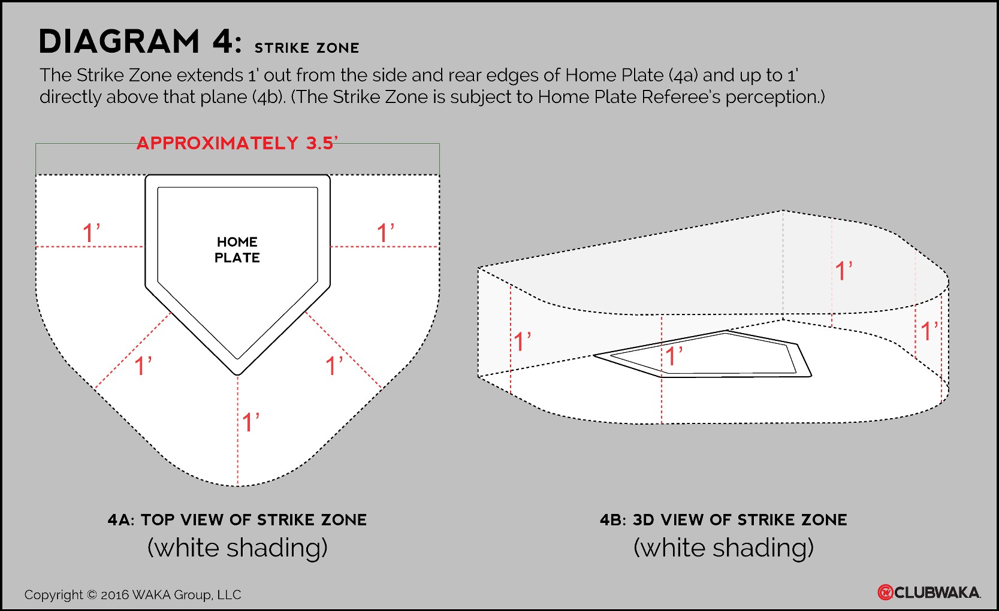 DIAGRAM 4: STRIKE ZONE
The Strike Zone extends 1' out from the side and rear edges of Home Plate (4a) and up to 1'
directly above that plane (4b). (The Strike Zone is subject to Home Plate Referee's perception.)
APPROXIMATELY 3.5'
1'
1'
HOME
PLATE
1'
1'
1'
1'
1'
1'
1'
4A: TOP VIEW OF STRIKE ZONE
(white shading)
4B: 3D VIEW OF STRIKE ZONE
(white shading)
Copyright © 2016 WAKA Group, LLC
W CLUBWAKA.